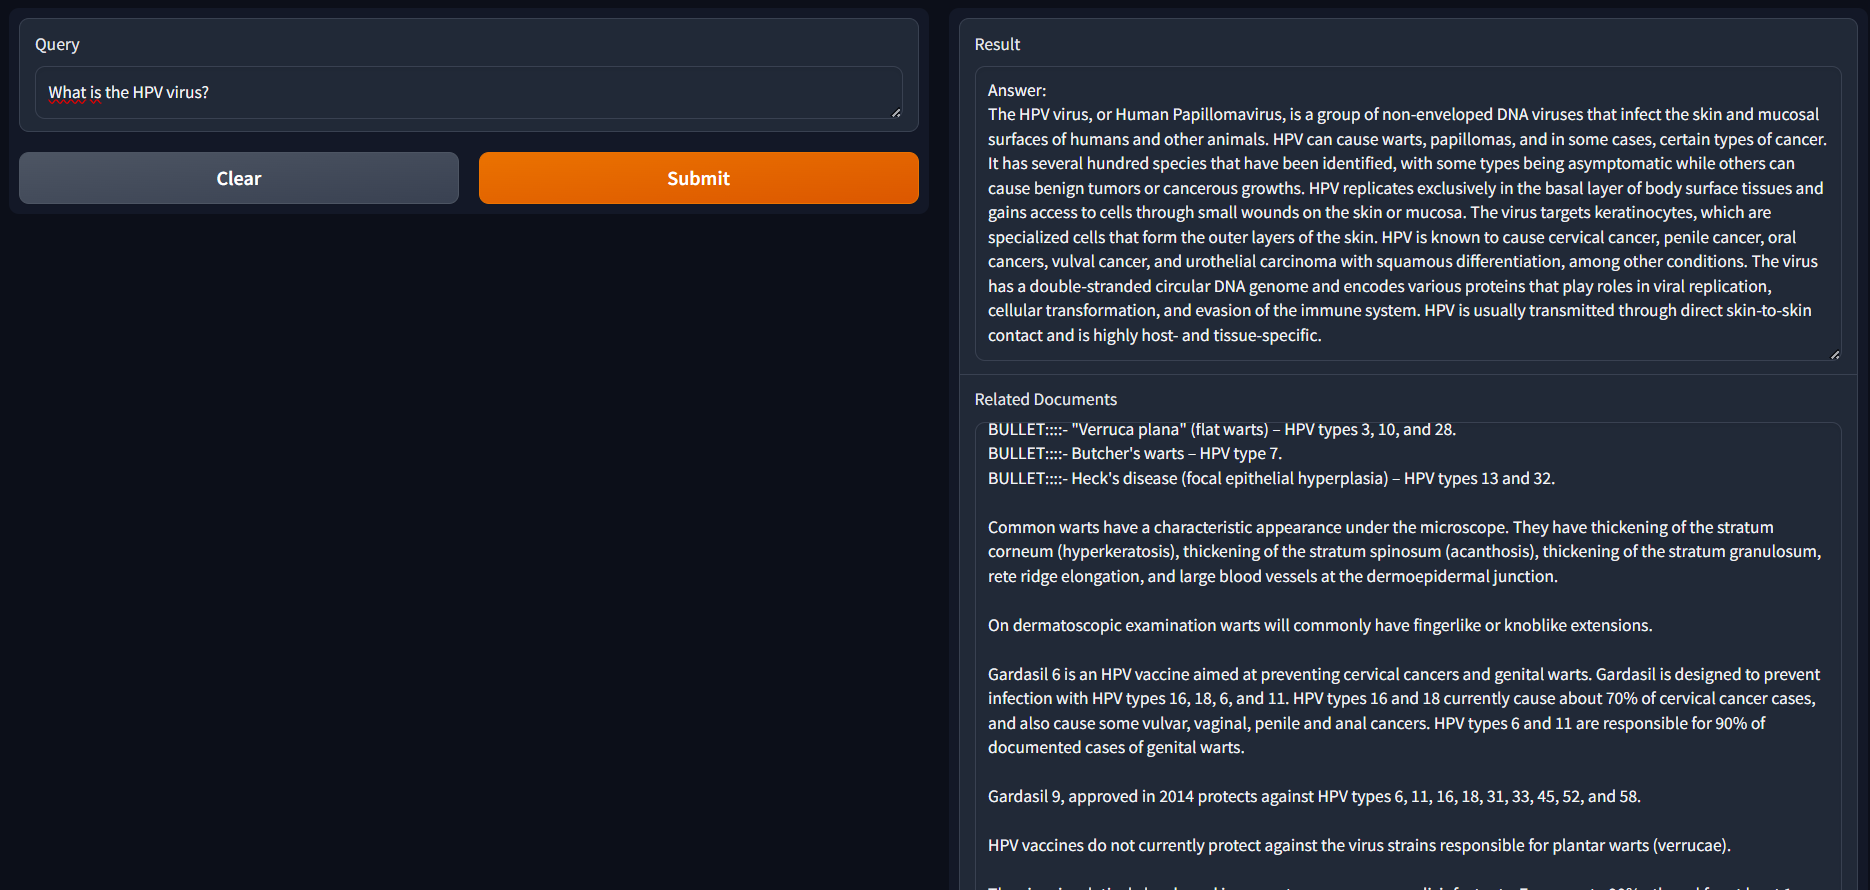 Query
What is the HPV virus?
Clear
Submit
Result
Answer:
The HPV virus, or Human Papillomavirus, is a group of non-enveloped DNA viruses that infect the skin and mucosal
surfaces of humans and other animals. HPV can cause warts, papillomas, and in some cases, certain types of cancer.
It has several hundred species that have been identified, with some types being asymptomatic while others can
cause benign tumors or cancerous growths. HPV replicates exclusively in the basal layer of body surface tissues and
gains access to cells through small wounds on the skin or mucosa. The virus targets keratinocytes, which are
specialized cells that form the outer layers of the skin. HPV is known to cause cervical cancer, penile cancer, oral
cancers, vulval cancer, and urothelial carcinoma with squamous differentiation, among other conditions. The virus
has a double-stranded circular DNA genome and encodes various proteins that play roles in viral replication,
cellular transformation, and evasion of the immune system. HPV is usually transmitted through direct skin-to-skin
contact and is highly host- and tissue-specific.
Related Documents
BULLET::::- "Verruca plana" (flat warts) – HPV types 3, 10, and 28.
BULLET::::- Butcher's warts – HPV type 7.
BULLET::::- Heck's disease (focal epithelial hyperplasia) – HPV types 13 and 32.
Common warts have a characteristic appearance under the microscope. They have thickening of the stratum
corneum (hyperkeratosis), thickening of the stratum spinosum (acanthosis), thickening of the stratum granulosum,
rete ridge elongation, and large blood vessels at the dermoepidermal junction.
On dermatoscopic examination warts will commonly have fingerlike or knoblike extensions.
Gardasil 6 is an HPV vaccine aimed at preventing cervical cancers and genital warts. Gardasil is designed to prevent
infection with HPV types 16, 18, 6, and 11. HPV types 16 and 18 currently cause about 70% of cervical cancer cases,
and also cause some vulvar, vaginal, penile and anal cancers. HPV types 6 and 11 are responsible for 90% of
documented cases of genital warts.
Gardasil 9, approved in 2014 protects against HPV types 6, 11, 16, 18, 31, 33, 45, 52, and 58.
HPV vaccines do not currently protect against the virus strains responsible for plantar warts (verrucae).